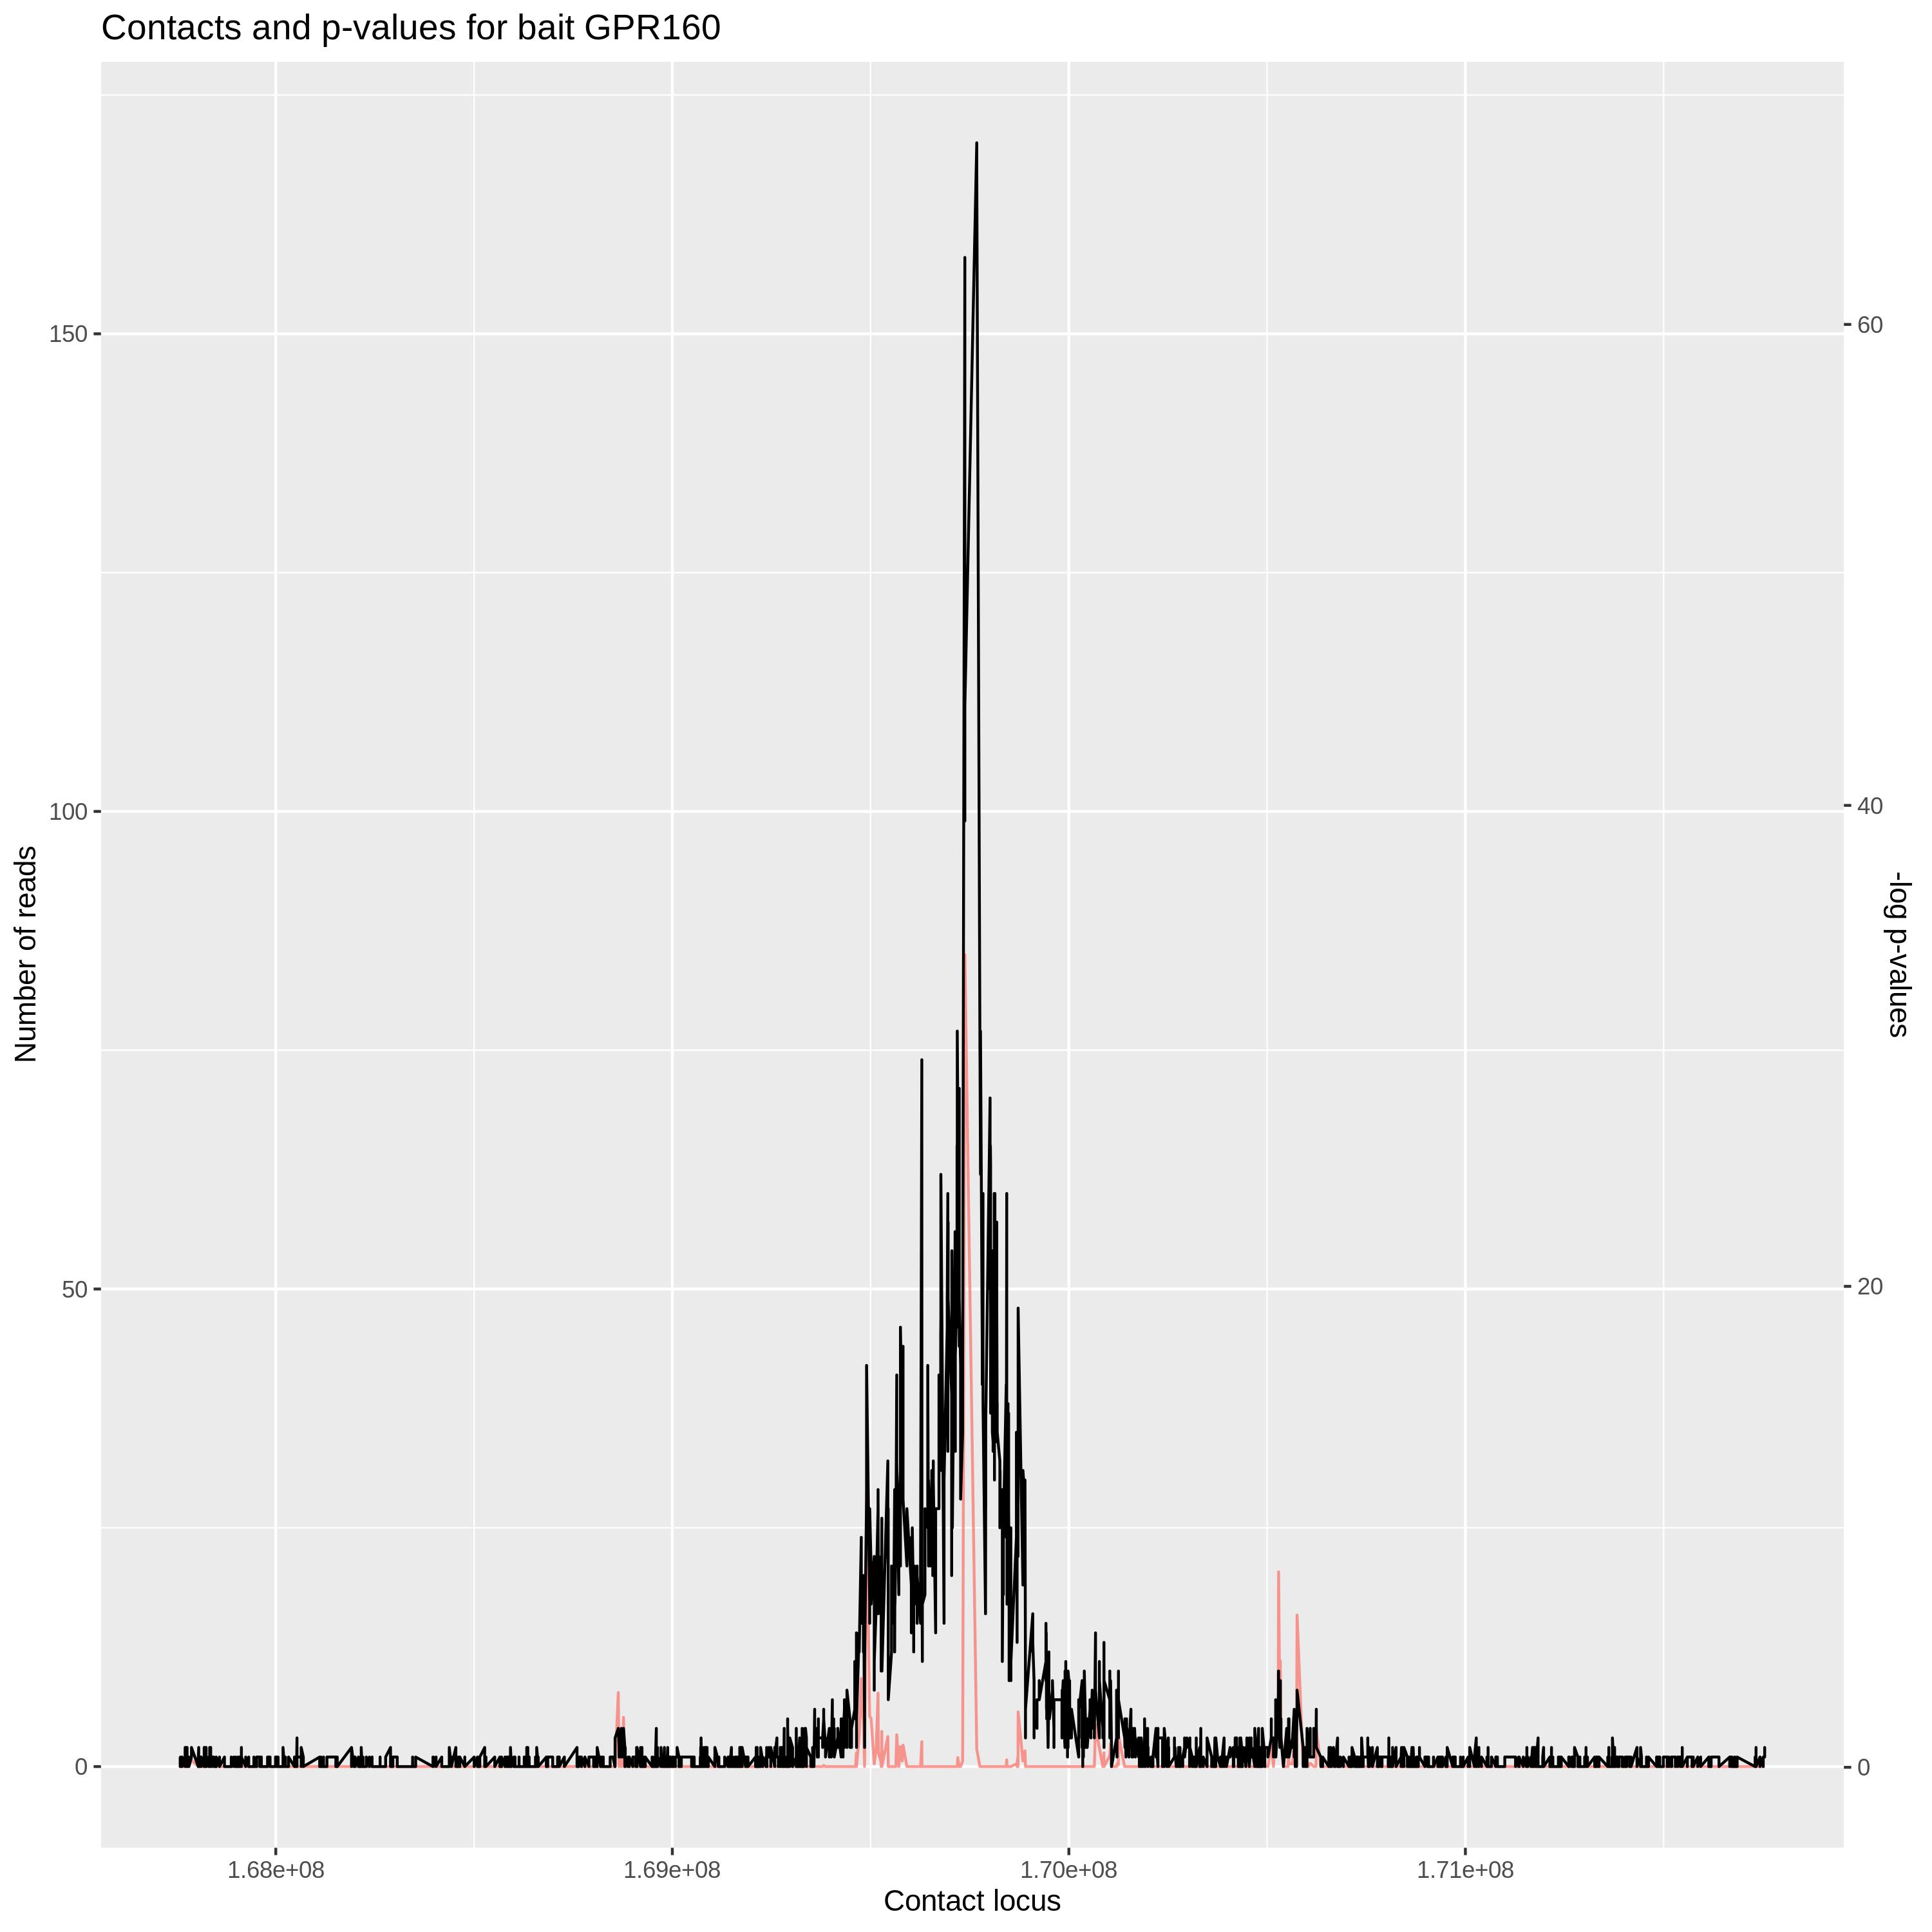 Contacts and p-values for bait GPR160
150
100
50
0
60
40
20
0
Number of reads
-log p-values
1.68e+08
1.69e+08
1.70e+08
1.71e+08
Contact locus